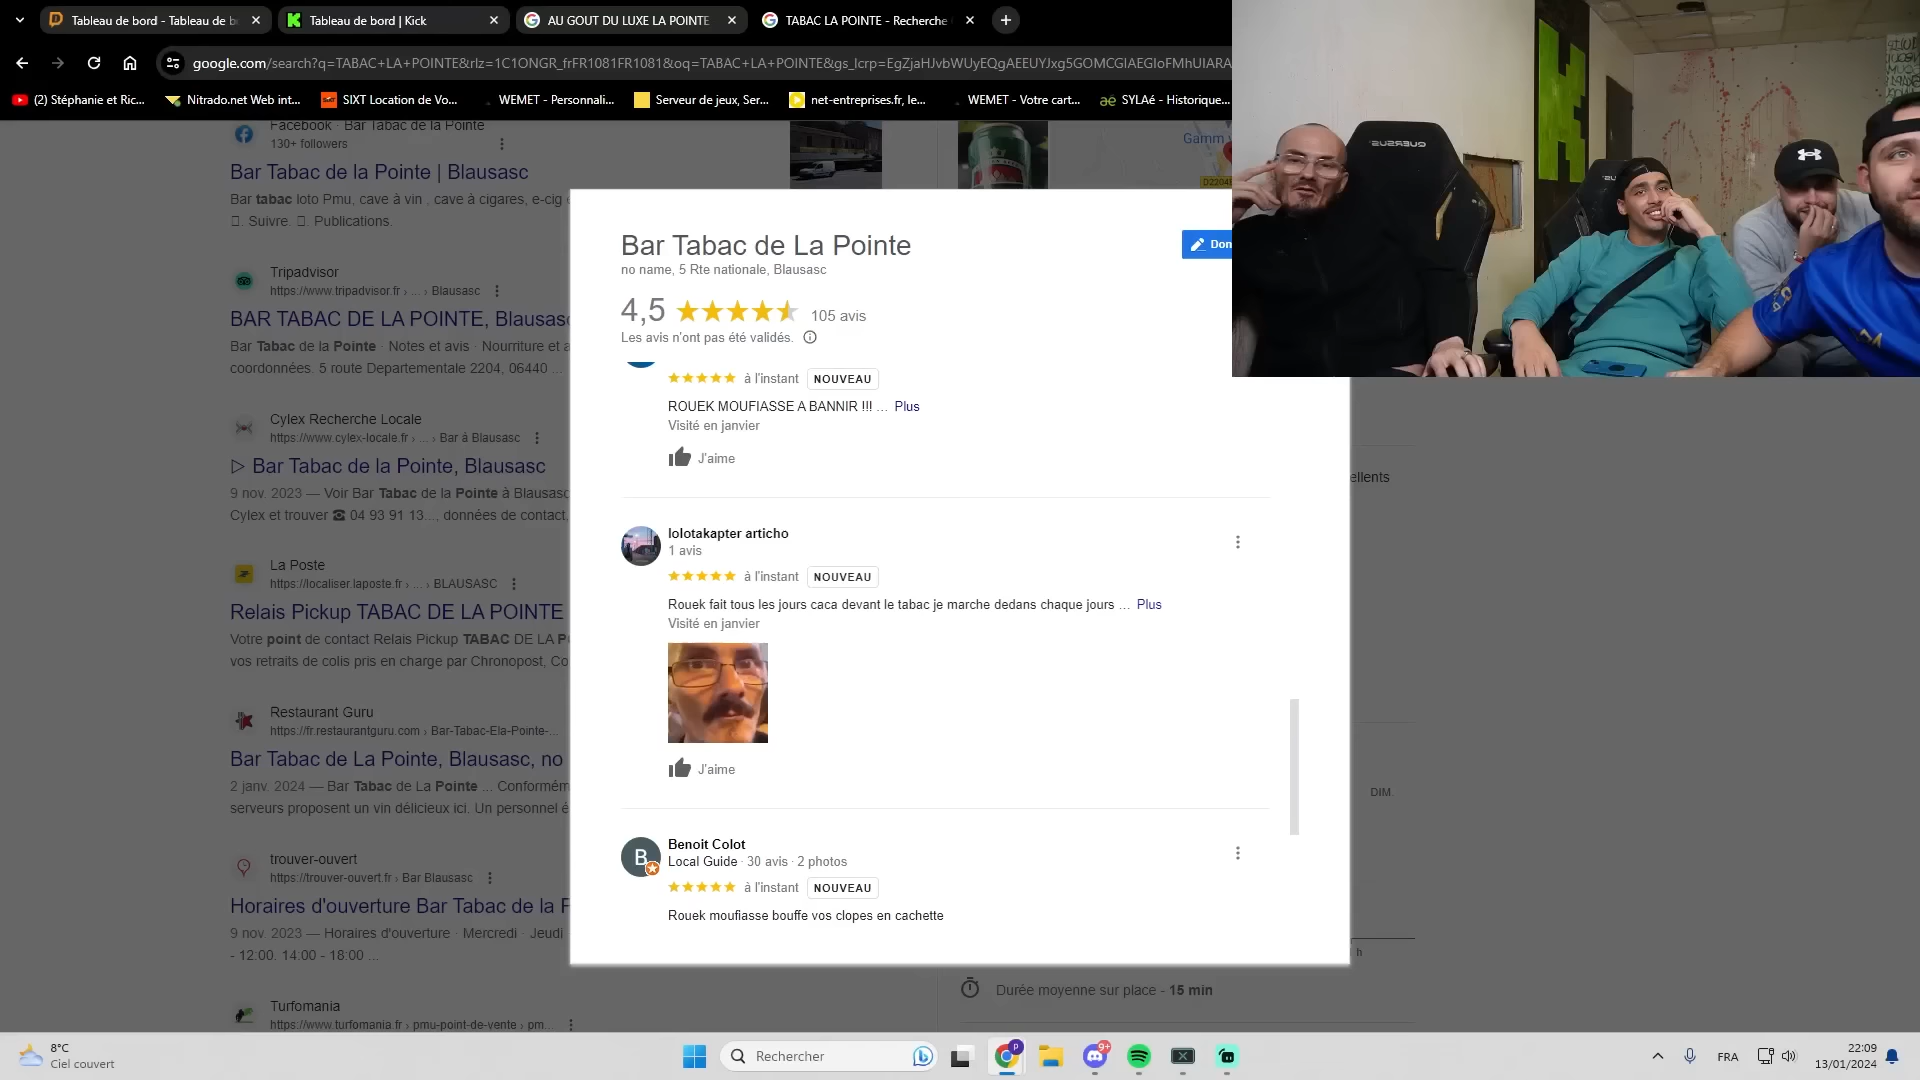 Tableau de bord - Tableau de b
Tableau de bord | Kick
AU GOUT DU LUXE LA POINTE
TABAC LA POINTE - Recherche
google.com/search?q=TABAC+LA+POINTE&rlz=1C1ONGR_frFR1081FR1081&oq=TABAC+LA+POINTE&gs_lcrp=EgZjaHJvbWUyEQgAEEUYJxg5GOMCGIAEGIoFMhUIARA
(2) Stéphanie et Ric...
Nitrado.net Web int...
SIXT Location de Vo...
WEMET - Personnali...
Serveur de jeux, Ser...
net-entreprises.fr, le...
WEMET - Votre cart...
SYLAé - Historique...
Facebook · Bar Tabac de la Pointe
130+ followers
Bar Tabac de la Pointe | Blausasc
Bar tabac loto Pmu, cave à vin , cave à cigares, e-cig e
. Suivre. . Publications.
Tripadvisor
https://www.tripadvisor.fr › ... › Blausasc
BAR TABAC DE LA POINTE, Blausasc
Bar Tabac de la Pointe · Notes et avis · Nourriture et a
coordonnées. 5 route Departementale 2204, 06440 ...
Cylex Recherche Locale
https://www.cylex-locale.fr › ... › Bar à Blausasc
▷ Bar Tabac de la Pointe, Blausasc
9 nov. 2023 — Voir Bar Tabac de la Pointe à Blausasc
Cylex et trouver ☎ 04 93 91 13..., données de contact,
La Poste
https://localiser.laposte.fr › ... › BLAUSASC
Relais Pickup TABAC DE LA POINTE
Votre point de contact Relais Pickup TABAC DE LA PO
vos retraits de colis pris en charge par Chronopost, Co
Restaurant Guru
https://fr.restaurantguru.com › Bar-Tabac-Ela-Pointe-...
Bar Tabac de La Pointe, Blausasc, no
2 janv. 2024 — Bar Tabac de La Pointe ... Conformém
serveurs proposent un vin délicieux ici. Un personnel é
trouver-ouvert
https://trouver-ouvert.fr › Bar Blausasc
Horaires d'ouverture Bar Tabac de la P
9 nov. 2023 — Horaires d'ouverture · Mercredi · Jeudi
- 12:00. 14:00 - 18:00 ...
Turfomania
https://www.turfomania.fr › pmu-point-de-vente › pm...
Gamm v
D2204B
Bar Tabac de La Pointe
no name, 5 Rte nationale, Blausasc
Don
4,5
105 avis
Les avis n'ont pas été validés.
à l'instant NOUVEAU
ROUEK MOUFIASSE A BANNIR !!! ... Plus
Visité en janvier
J'aime
lolotakapter articho
1 avis
à l'instant NOUVEAU
Rouek fait tous les jours caca devant le tabac je marche dedans chaque jours ... Plus
Visité en janvier
J'aime
B
Benoit Colot
Local Guide · 30 avis · 2 photos
à l'instant NOUVEAU
Rouek moufiasse bouffe vos clopes en cachette
ellents
DIM.
h
Durée moyenne sur place - 15 min
8°C
Ciel couvert
Rechercher
p
9+
FRA
22:09
13/01/2024